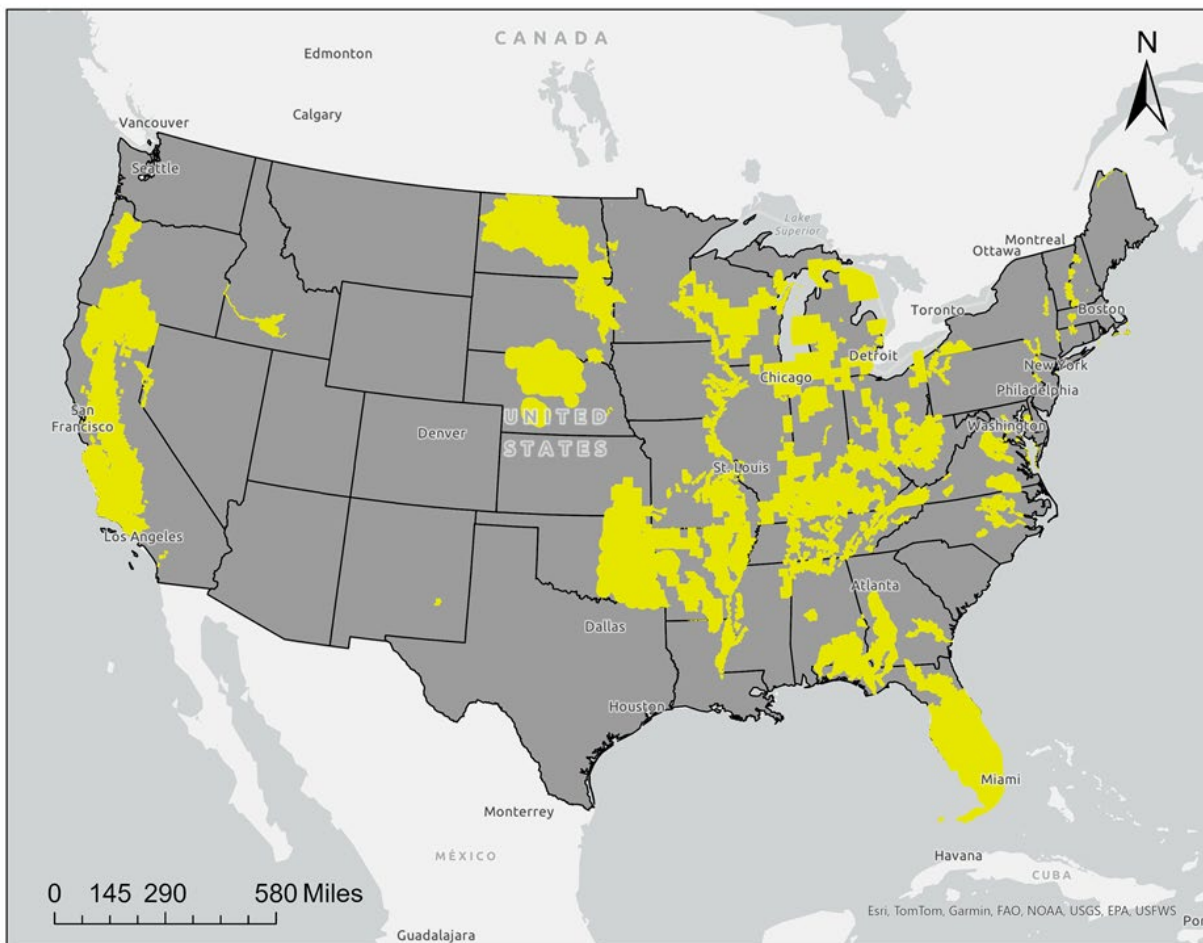 CANADA
Edmonton
N
Calgary
Vancouver
Seattle
Lake
Superior
Montreal
Ottawa
Toronto
Boston
Detroit
New York
Chicago
Philadelphia
San
Francisco
UNITED
STATES
Denver
Washington
St. Louis
Los Angeles
Atlanta
Dallas
Houston
Miami
Monterrey
MÉXICO
Havana
CUBA
0 145 290 580 Miles
Esri, TomTom, Garmin, FAO, NOAA, USGS, EPA, USFWS
Por
Guadalajara